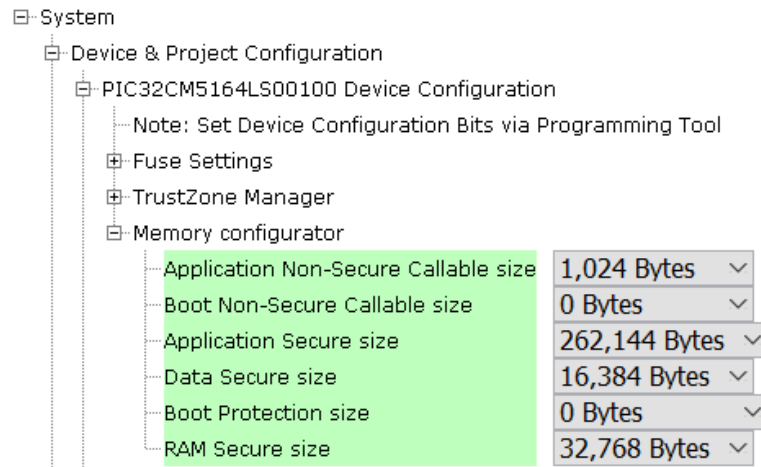 System
Device & Project Configuration
PIC32CM5164LS00100 Device Configuration
Note: Set Device Configuration Bits via Programming Tool
Fuse Settings
TrustZone Manager
Memory configurator
Application Non-Secure Callable size 1,024 Bytes
Boot Non-Secure Callable size 0 Bytes
Application Secure size 262,144 Bytes
Data Secure size 16,384 Bytes
Boot Protection size 0 Bytes
RAM Secure size 32,768 Bytes